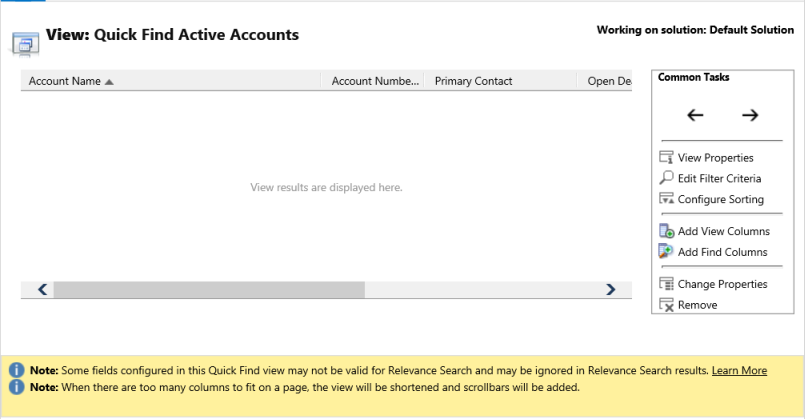 View: Quick Find Active Accounts
Working on solution: Default Solution
Account Name Account Numbe... Primary Contact Open De
Common Tasks
View Properties
Edit Filter Criteria
Configure Sorting
View results are displayed here.
Add View Columns
Add Find Columns
Change Properties
Remove
Note: Some fields configured in this Quick Find view may not be valid for Relevance Search and may be ignored in Relevance Search results. Learn More
Note: When there are too many columns to fit on a page, the view will be shortened and scrollbars will be added.